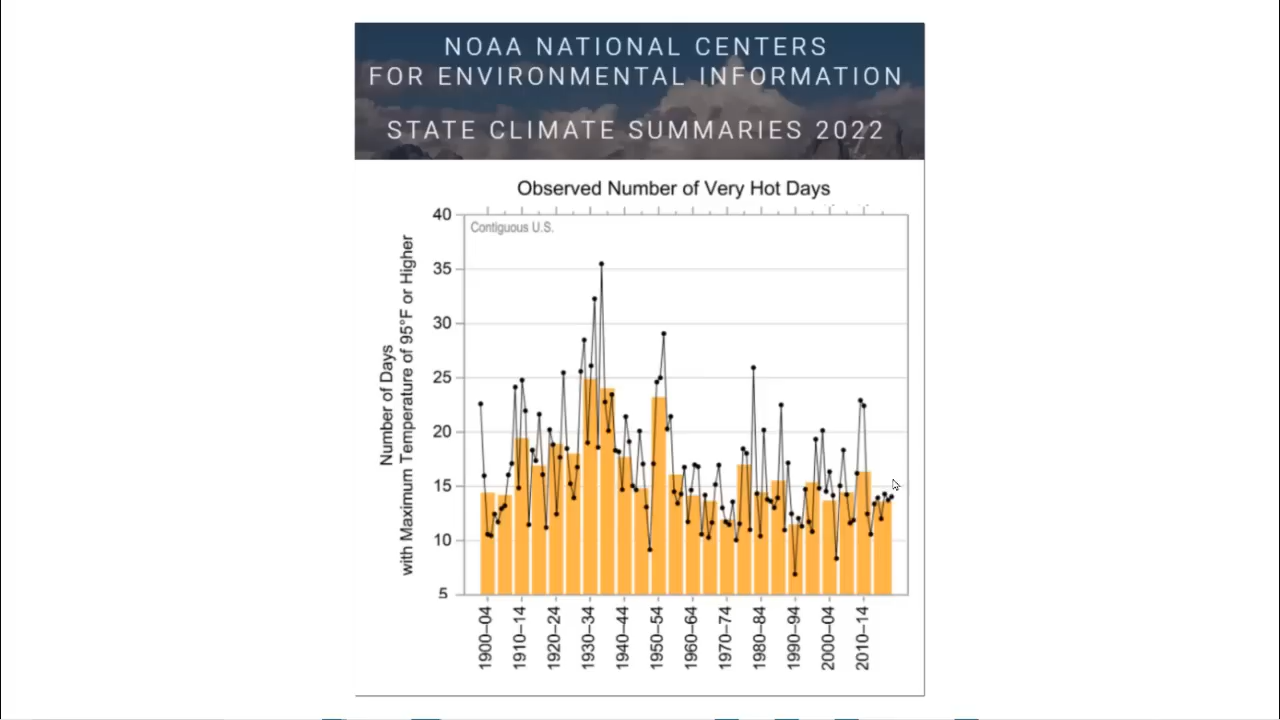 NOAA NATIONAL CENTERS
FOR ENVIRONMENTAL INFORMATION
STATE CLIMATE SUMMARIES 2022
Observed Number of Very Hot Days
Contiguous U.S.
Number of Days
with Maximum Temperature of 95°F or Higher
40
35
30
25
20
15
10
5
1900–04
1910–14
1920–24
1930–34
1940–44
1950–54
1960–64
1970–74
1980–84
1990–94
2000–04
2010–14